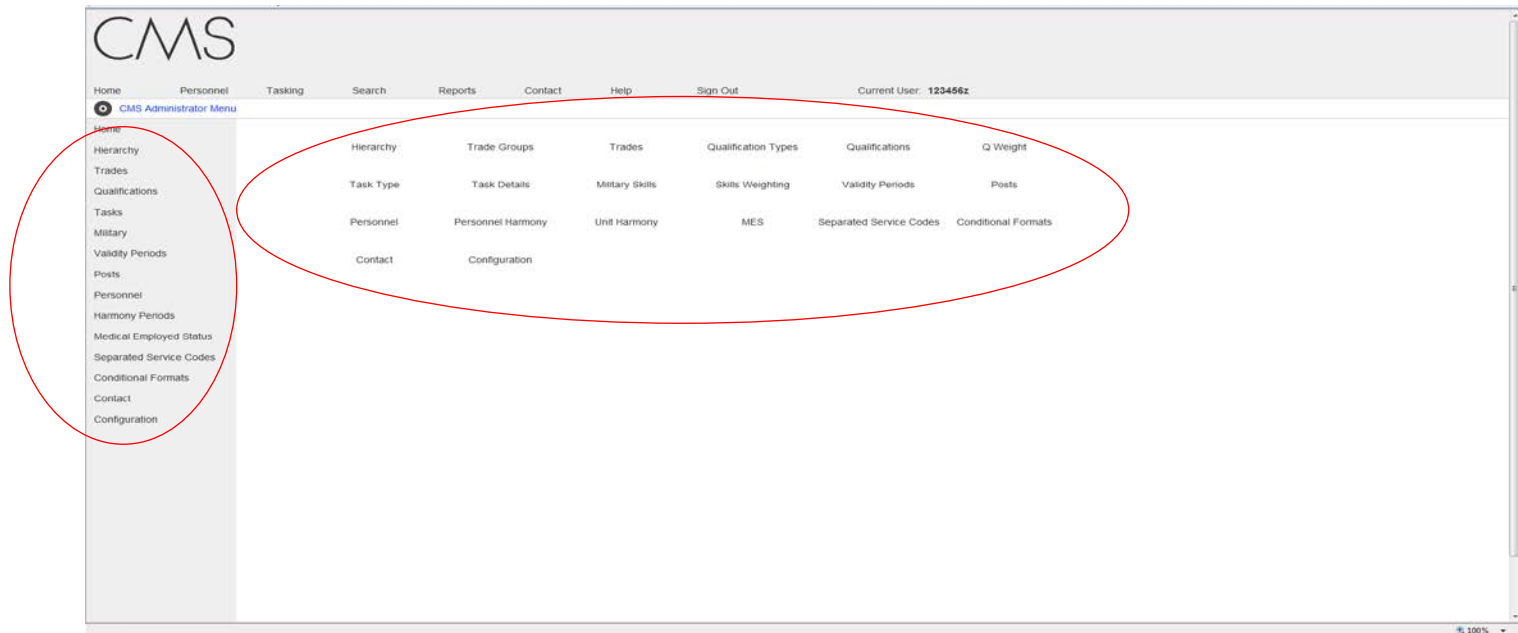 CMS
Home Personnel Tasking Search Reports Contact Help Sign Out Current User: 123456z
CMS Administrator Menu
Home
Hierarchy
Trades
Qualifications
Tasks
Military
Validity Periods
Posts
Personnel
Harmony Periods
Medical Employed Status
Separated Service Codes
Conditional Formats
Contact
Configuration
Hierarchy Trade Groups Trades Qualification Types Qualifications Q Weight
Task Type Task Details Military Skills Skills Weighting Validity Periods Posts
Personnel Personnel Harmony Unit Harmony MES Separated Service Codes Conditional Formats
Contact Configuration
100%